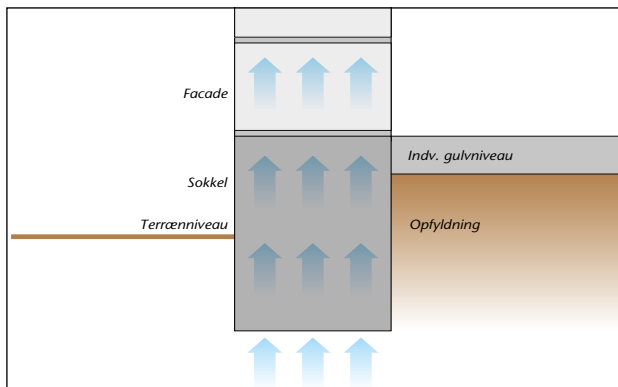 Facade
Indv. gulvniveau
Sokkel
Terrænniveau
Opfyldning